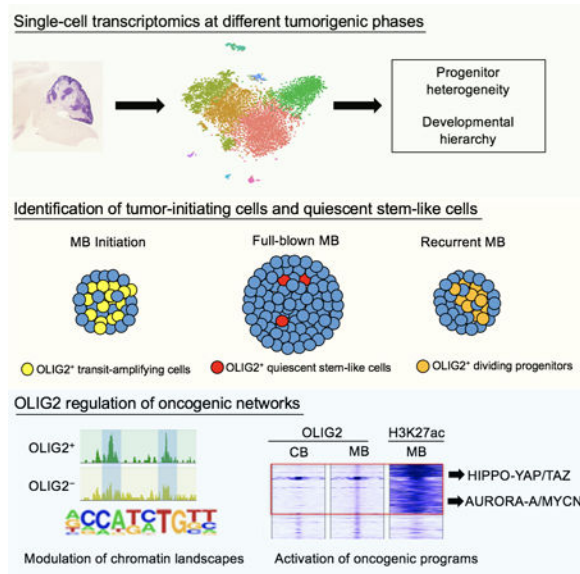 Single-cell transcriptomics at different tumorigenic phases
Progenitor
heterogeneity
Developmental
hierarchy
Identification of tumor-initiating cells and quiescent stem-like cells
MB Initiation
Full-blown MB
Recurrent MB
OLIG2⁺ transit-amplifying cells
OLIG2⁺ quiescent stem-like cells
OLIG2⁺ dividing progenitors
OLIG2 regulation of oncogenic networks
OLIG2⁺
OLIG2⁻
CCATCTG
Modulation of chromatin landscapes
OLIG2
H3K27ac
CB
MB
MB
HIPPO-YAP/TAZ
AURORA-A/MYCN
Activation of oncogenic programs